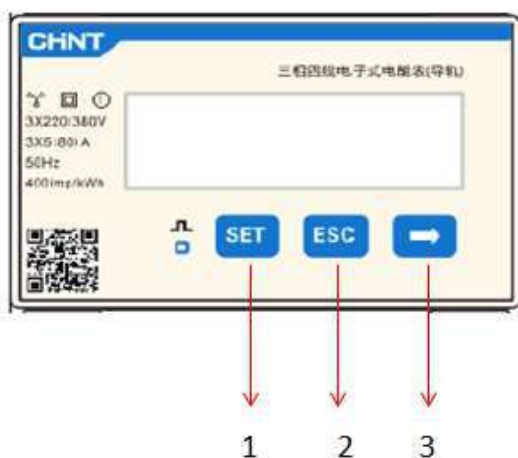 CHNT
三相四线电子式电能表(导轨)
3X220/380V
3X5(80)A
50Hz
400imp/kWh
SET
ESC
1
2
3